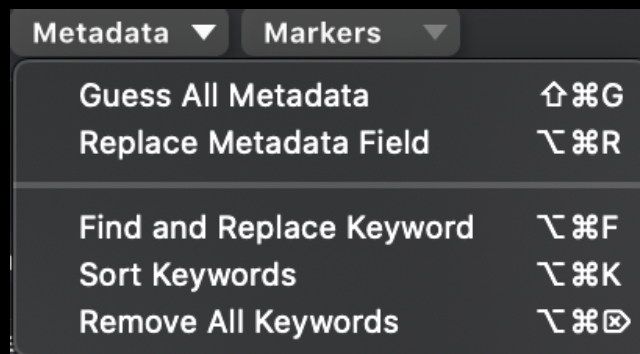 Metadata ▼ Markers ▼
Guess All Metadata ⇧⌘G
Replace Metadata Field ⌥⌘R
Find and Replace Keyword ⌥⌘F
Sort Keywords ⌥⌘K
Remove All Keywords ⌥⌘⌦